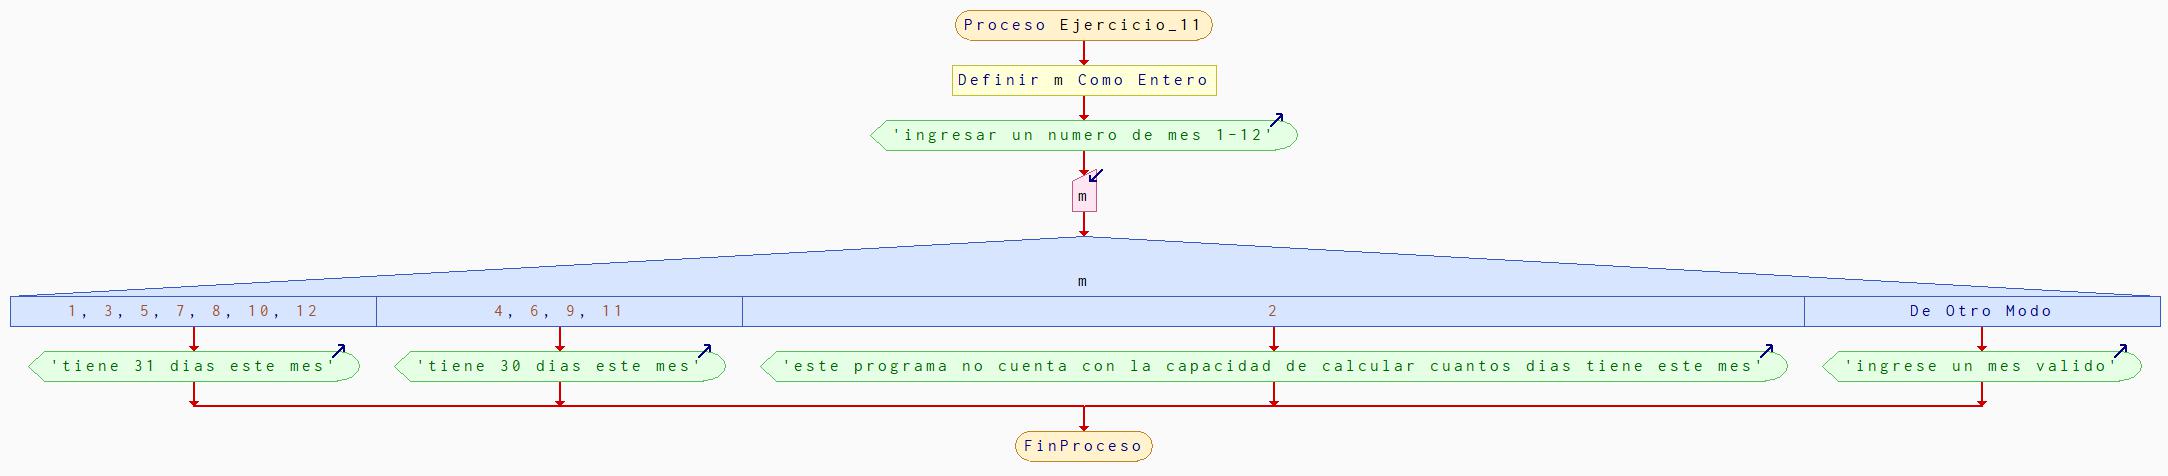 Proceso Ejercicio_11
Definir m Como Entero
'ingresar un numero de mes 1-12'
m
m
1, 3, 5, 7, 8, 10, 12
4, 6, 9, 11
2
De Otro Modo
'tiene 31 dias este mes'
'tiene 30 dias este mes'
'este programa no cuenta con la capacidad de calcular cuantos dias tiene este mes'
'ingrese un mes valido'
FinProceso